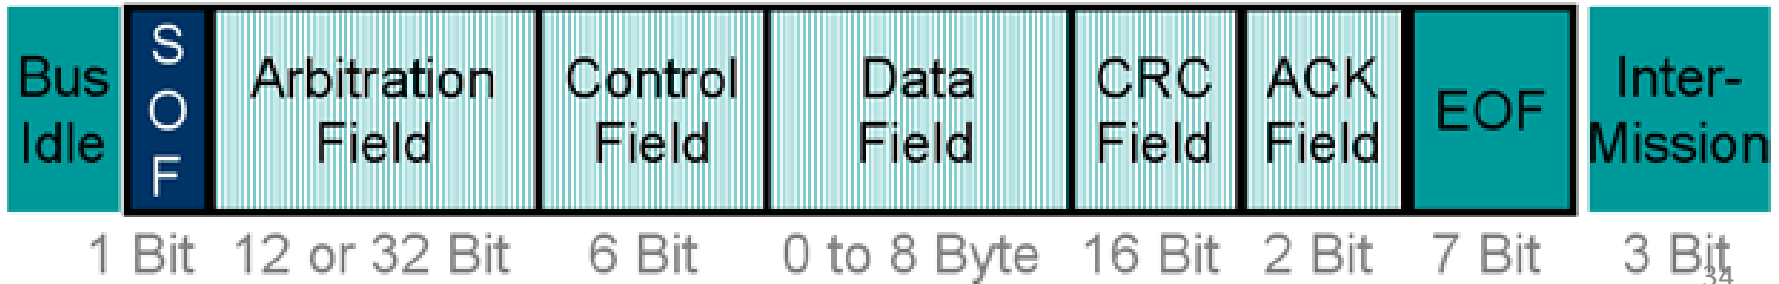 Bus Idle
SOF
Arbitration Field
Control Field
Data Field
CRC Field
ACK Field
EOF
Inter-Mission
1 Bit 12 or 32 Bit 6 Bit 0 to 8 Byte 16 Bit 2 Bit 7 Bit 3 Bit
34